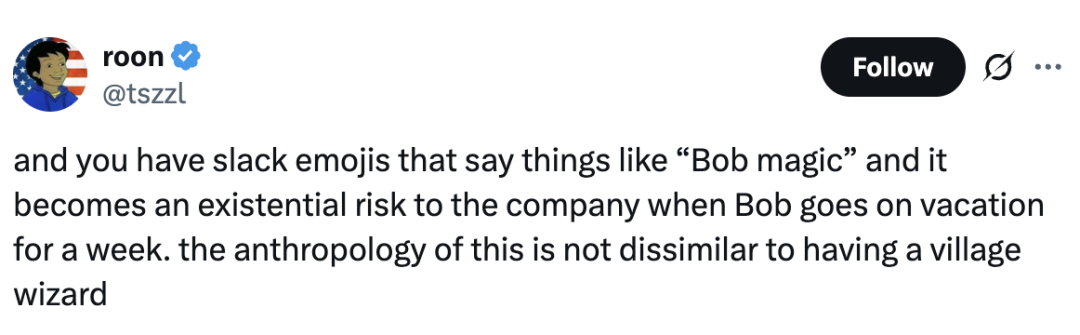 roon
@tszzl
Follow
and you have slack emojis that say things like “Bob magic” and it
becomes an existential risk to the company when Bob goes on vacation
for a week. the anthropology of this is not dissimilar to having a village
wizard